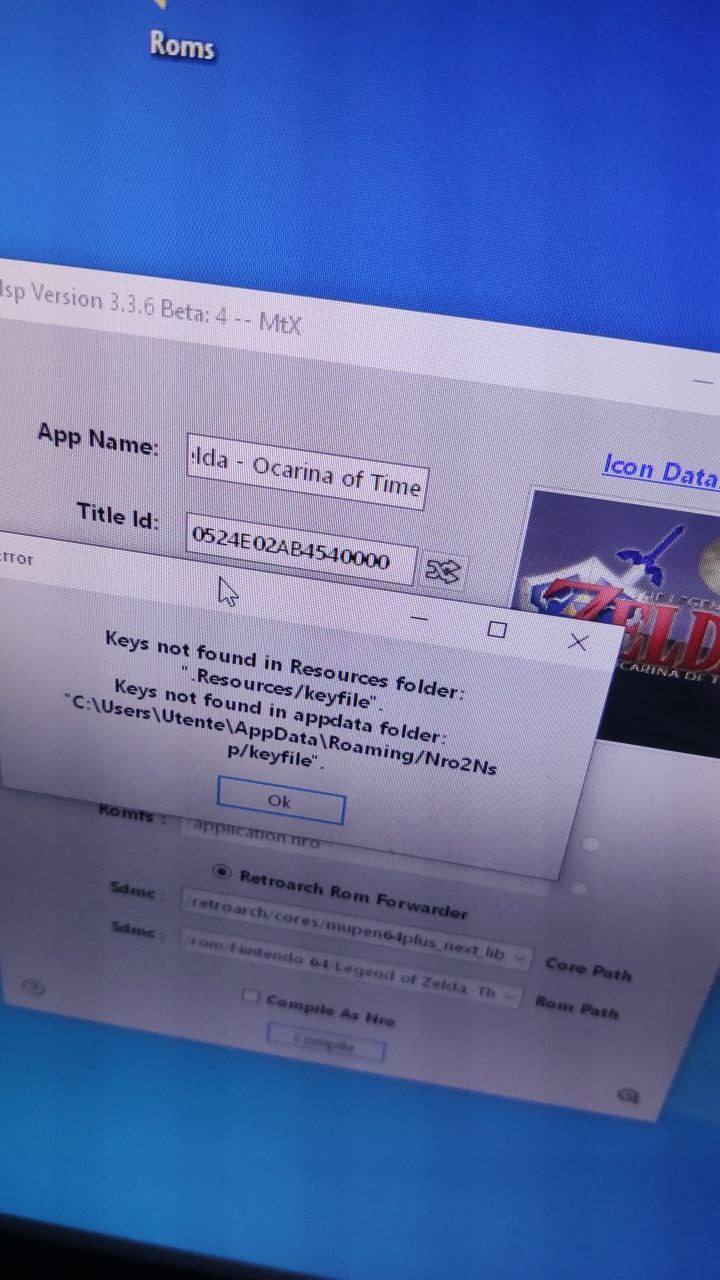 Roms
Version 3.3.6 Beta: 4 -- MtX
App Name:
lda - Ocarina of Time
Icon Data
Title Id:
0524E02AB4540000
ZELD
CARINA OF T
rror
Keys not found in Resources folder:
".Resources/keyfile".
Keys not found in appdata folder:
"C:\Users\Utente\AppData\Roaming/Nro2Ns
p/keyfile".
Ok
Romfs :
/application.nro
Retroarch Rom Forwarder
Sdmc :
/retroarch/cores/mupen64plus_next_lib
Core Path
Sdmc :
/rom/Nintendo 64/Legend of Zelda, Th
Rom Path
Compile As Nro
Compile